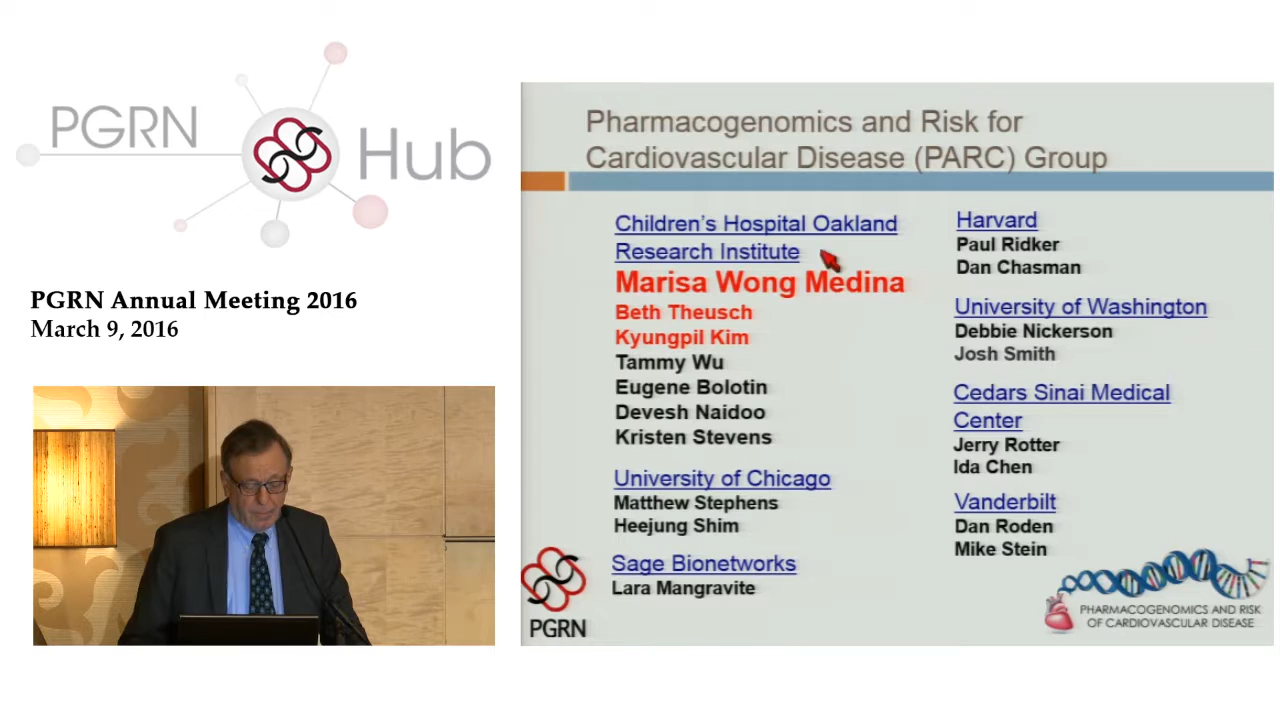 PGRN
Hub
PGRN Annual Meeting 2016
March 9, 2016
Pharmacogenomics and Risk for
Cardiovascular Disease (PARC) Group
Children's Hospital Oakland
Research Institute
Marisa Wong Medina
Beth Theusch
Kyungpil Kim
Tammy Wu
Eugene Bolotin
Devesh Naidoo
Kristen Stevens
University of Chicago
Matthew Stephens
Heejung Shim
Sage Bionetworks
Lara Mangravite
Harvard
Paul Ridker
Dan Chasman
University of Washington
Debbie Nickerson
Josh Smith
Cedars Sinai Medical
Center
Jerry Rotter
Ida Chen
Vanderbilt
Dan Roden
Mike Stein
PGRN
PHARMACOGENOMICS AND RISK
OF CARDIOVASCULAR DISEASE